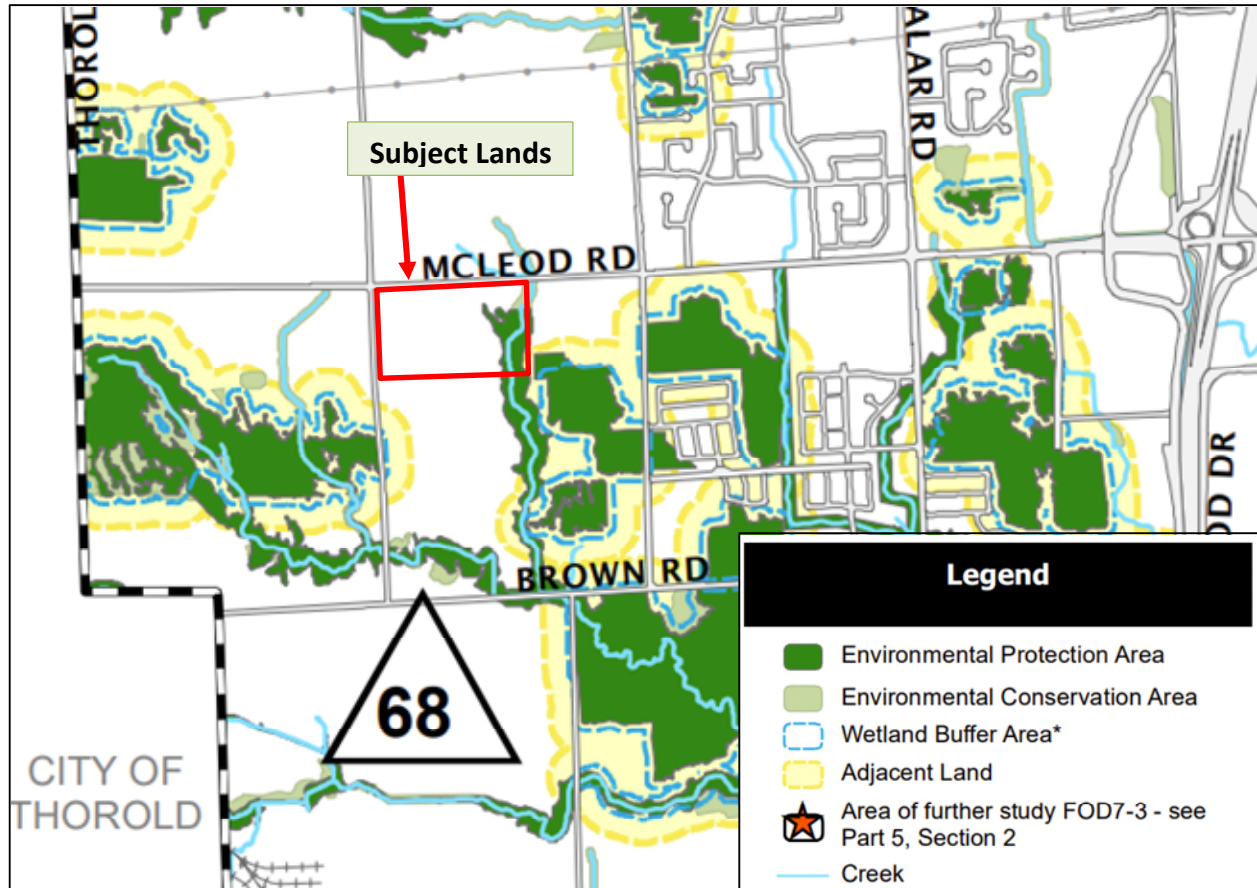 THOROL
ALAR RD
Subject Lands
MCLEOD RD
OD DR
BROWN RD
68
CITY OF
THOROLD
Legend
Environmental Protection Area
Environmental Conservation Area
Wetland Buffer Area*
Adjacent Land
Area of further study FOD7-3 - see
Part 5, Section 2
Creek